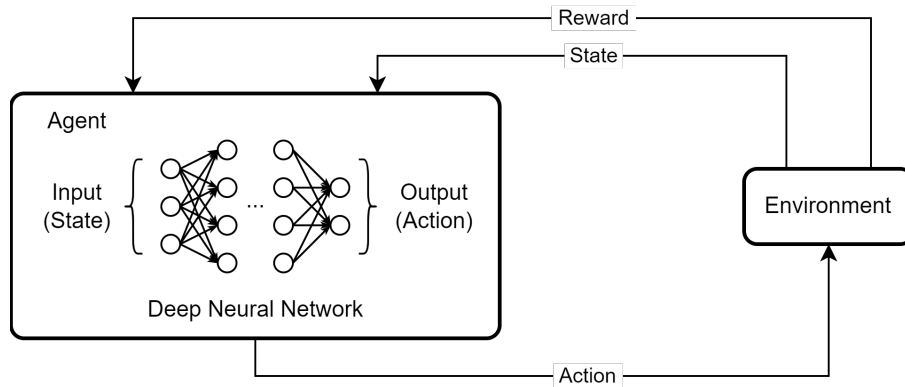 Reward
State
Agent
Input
(State)
...
Output
(Action)
Environment
Deep Neural Network
Action